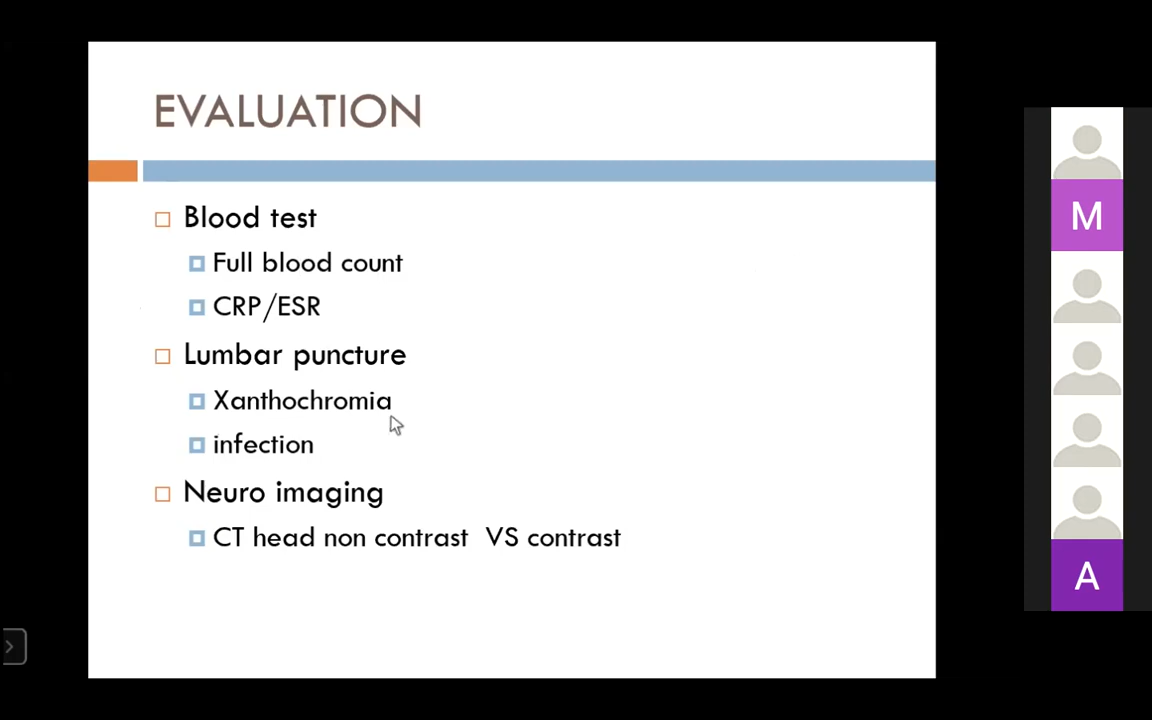 EVALUATION
Blood test
Full blood count
CRP/ESR
Lumbar puncture
Xanthochromia
infection
Neuro imaging
CT head non contrast  VS contrast
M
A